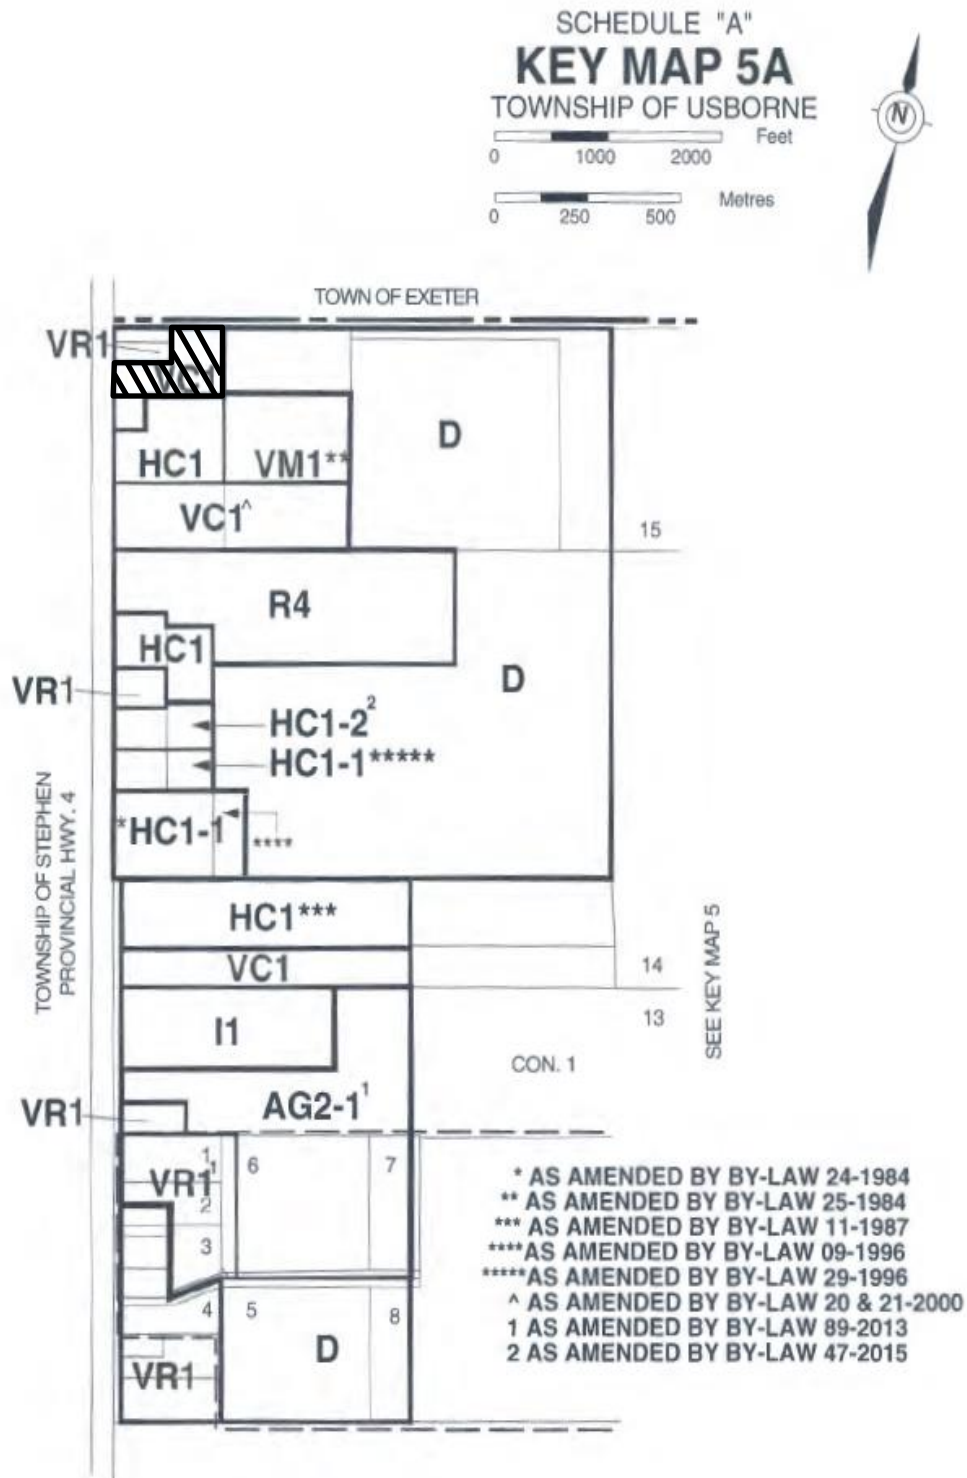 SCHEDULE "A"
KEY MAP 5A
TOWNSHIP OF USBORNE
Feet
0 1000 2000
Metres
0 250 500
N
TOWN OF EXETER
VR1
VC1
D
HC1
VM1**
VC1^
15
R4
HC1
D
VR1
HC1-2²
HC1-1*****
*HC1-1
****
TOWNSHIP OF STEPHEN
PROVINCIAL HWY. 4
HC1***
VC1
14
I1
13
SEE KEY MAP 5
CON. 1
VR1
AG2-1¹
1
6
7
VR1¹
2
3
4
5
8
D
VR1
* AS AMENDED BY BY-LAW 24-1984
** AS AMENDED BY BY-LAW 25-1984
*** AS AMENDED BY BY-LAW 11-1987
****AS AMENDED BY BY-LAW 09-1996
*****AS AMENDED BY BY-LAW 29-1996
^ AS AMENDED BY BY-LAW 20 & 21-2000
1 AS AMENDED BY BY-LAW 89-2013
2 AS AMENDED BY BY-LAW 47-2015